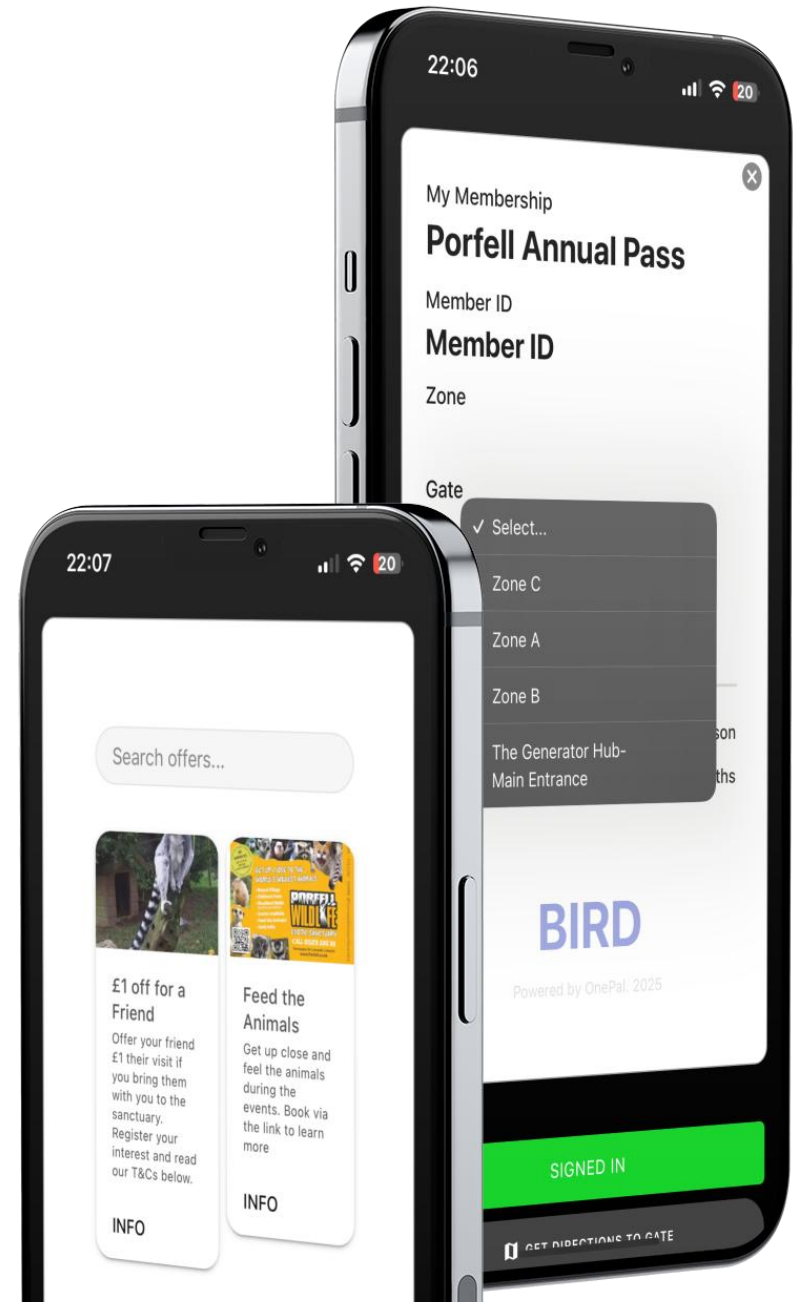 22:06
20
My Membership
Porfell Annual Pass
Member ID
Member ID
Zone
Gate
✓ Select...
Zone C
Zone A
Zone B
The Generator Hub-
Main Entrance
son
ths
BIRD
Powered by OnePal. 2025
SIGNED IN
GET DIRECTIONS TO GATE
22:07
20
Search offers...
£1 off for a
Friend
Offer your friend
£1 their visit if
you bring them
with you to the
sanctuary.
Register your
interest and read
our T&Cs below.
INFO
PORFELL
WILDLIFE
Feed the
Animals
Get up close and
feel the animals
during the
events. Book via
the link to learn
more
INFO